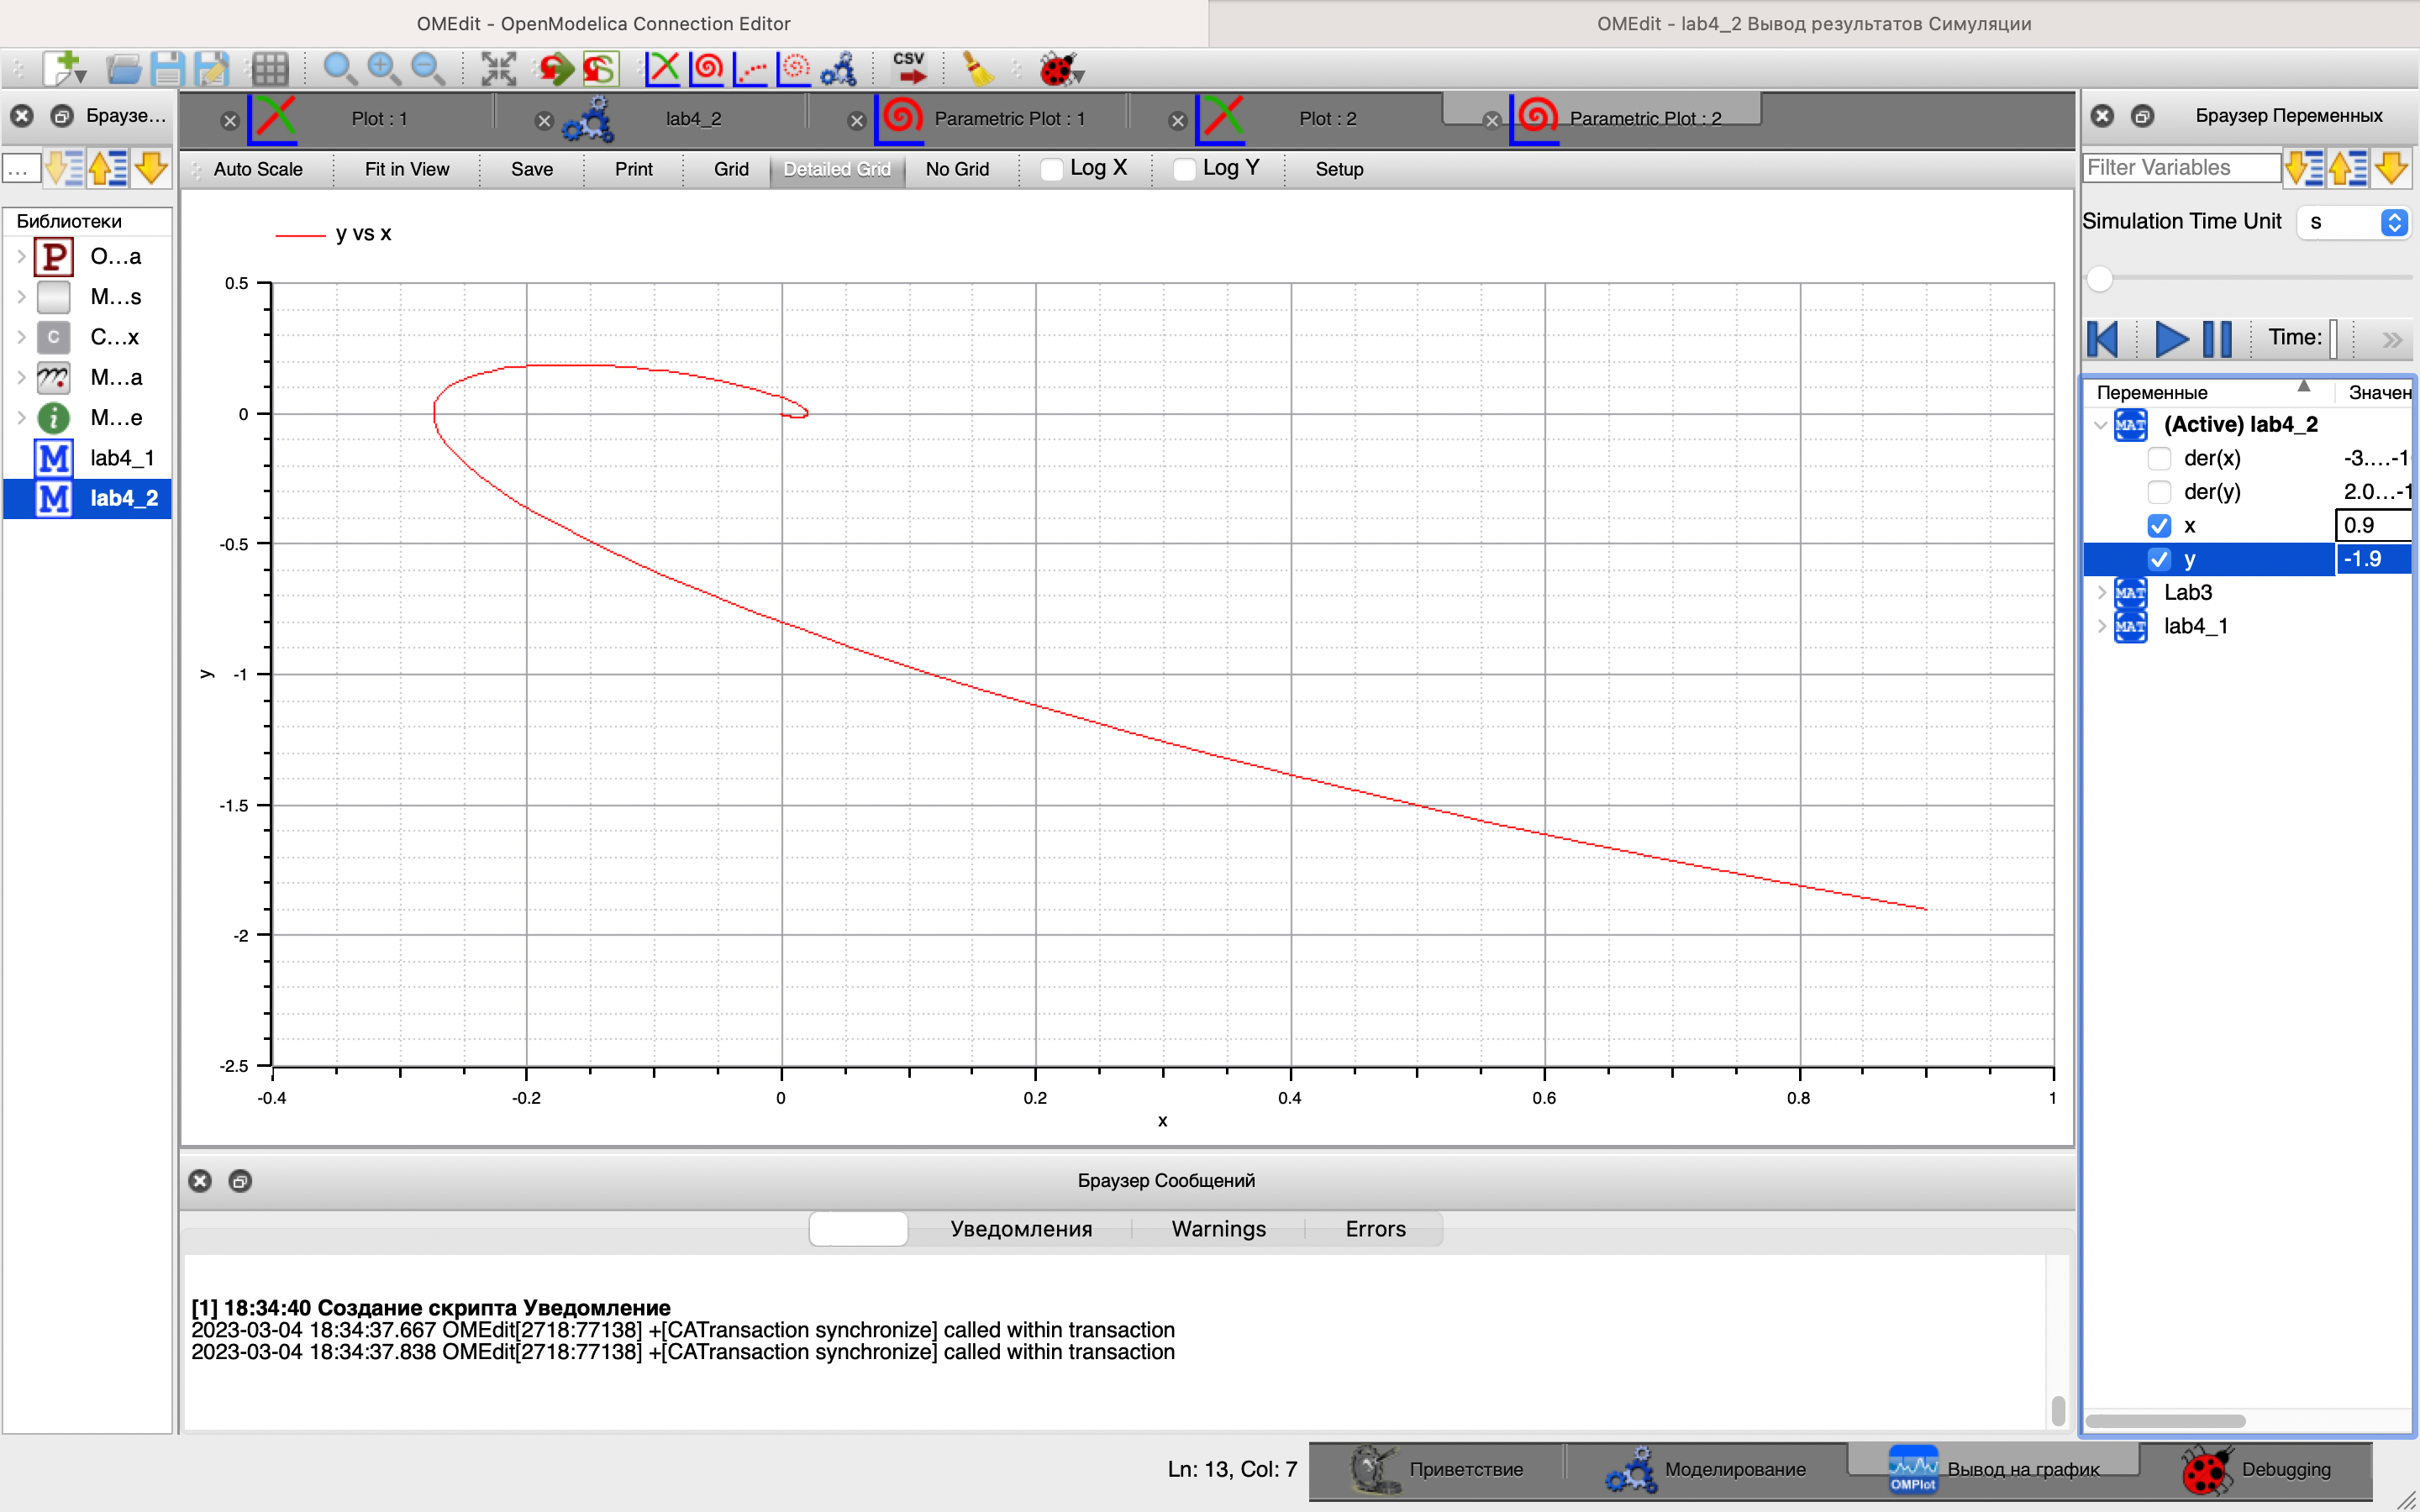 OMEdit - OpenModelica Connection Editor
OMEdit - lab4_2 Вывод результатов Симуляции
CSV
Браузе...
Plot : 1
lab4_2
Parametric Plot : 1
Plot : 2
Parametric Plot : 2
Браузер Переменных
...
Auto Scale
Fit in View
Save
Print
Grid
Detailed Grid
No Grid
Log X
Log Y
Setup
Filter Variables
Библиотеки
P O...a
M...s
C C...x
M...a
i M...e
M lab4_1
M lab4_2
y vs x
0.5
0
-0.5
-1
-1.5
-2
-2.5
y
-0.4
-0.2
0
0.2
0.4
0.6
0.8
1
x
Simulation Time Unit
s
Time:
Переменные
Значен
MAT (Active) lab4_2
der(x) -3....-1
der(y) 2.0...-1
x 0.9
y -1.9
MAT Lab3
MAT lab4_1
Браузер Сообщений
Уведомления
Warnings
Errors
[1] 18:34:40 Создание скрипта Уведомление
2023-03-04 18:34:37.667 OMEdit[2718:77138] +[CATransaction synchronize] called within transaction
2023-03-04 18:34:37.838 OMEdit[2718:77138] +[CATransaction synchronize] called within transaction
Ln: 13, Col: 7
Приветствие
Моделирование
OMPlot
Вывод на график
Debugging